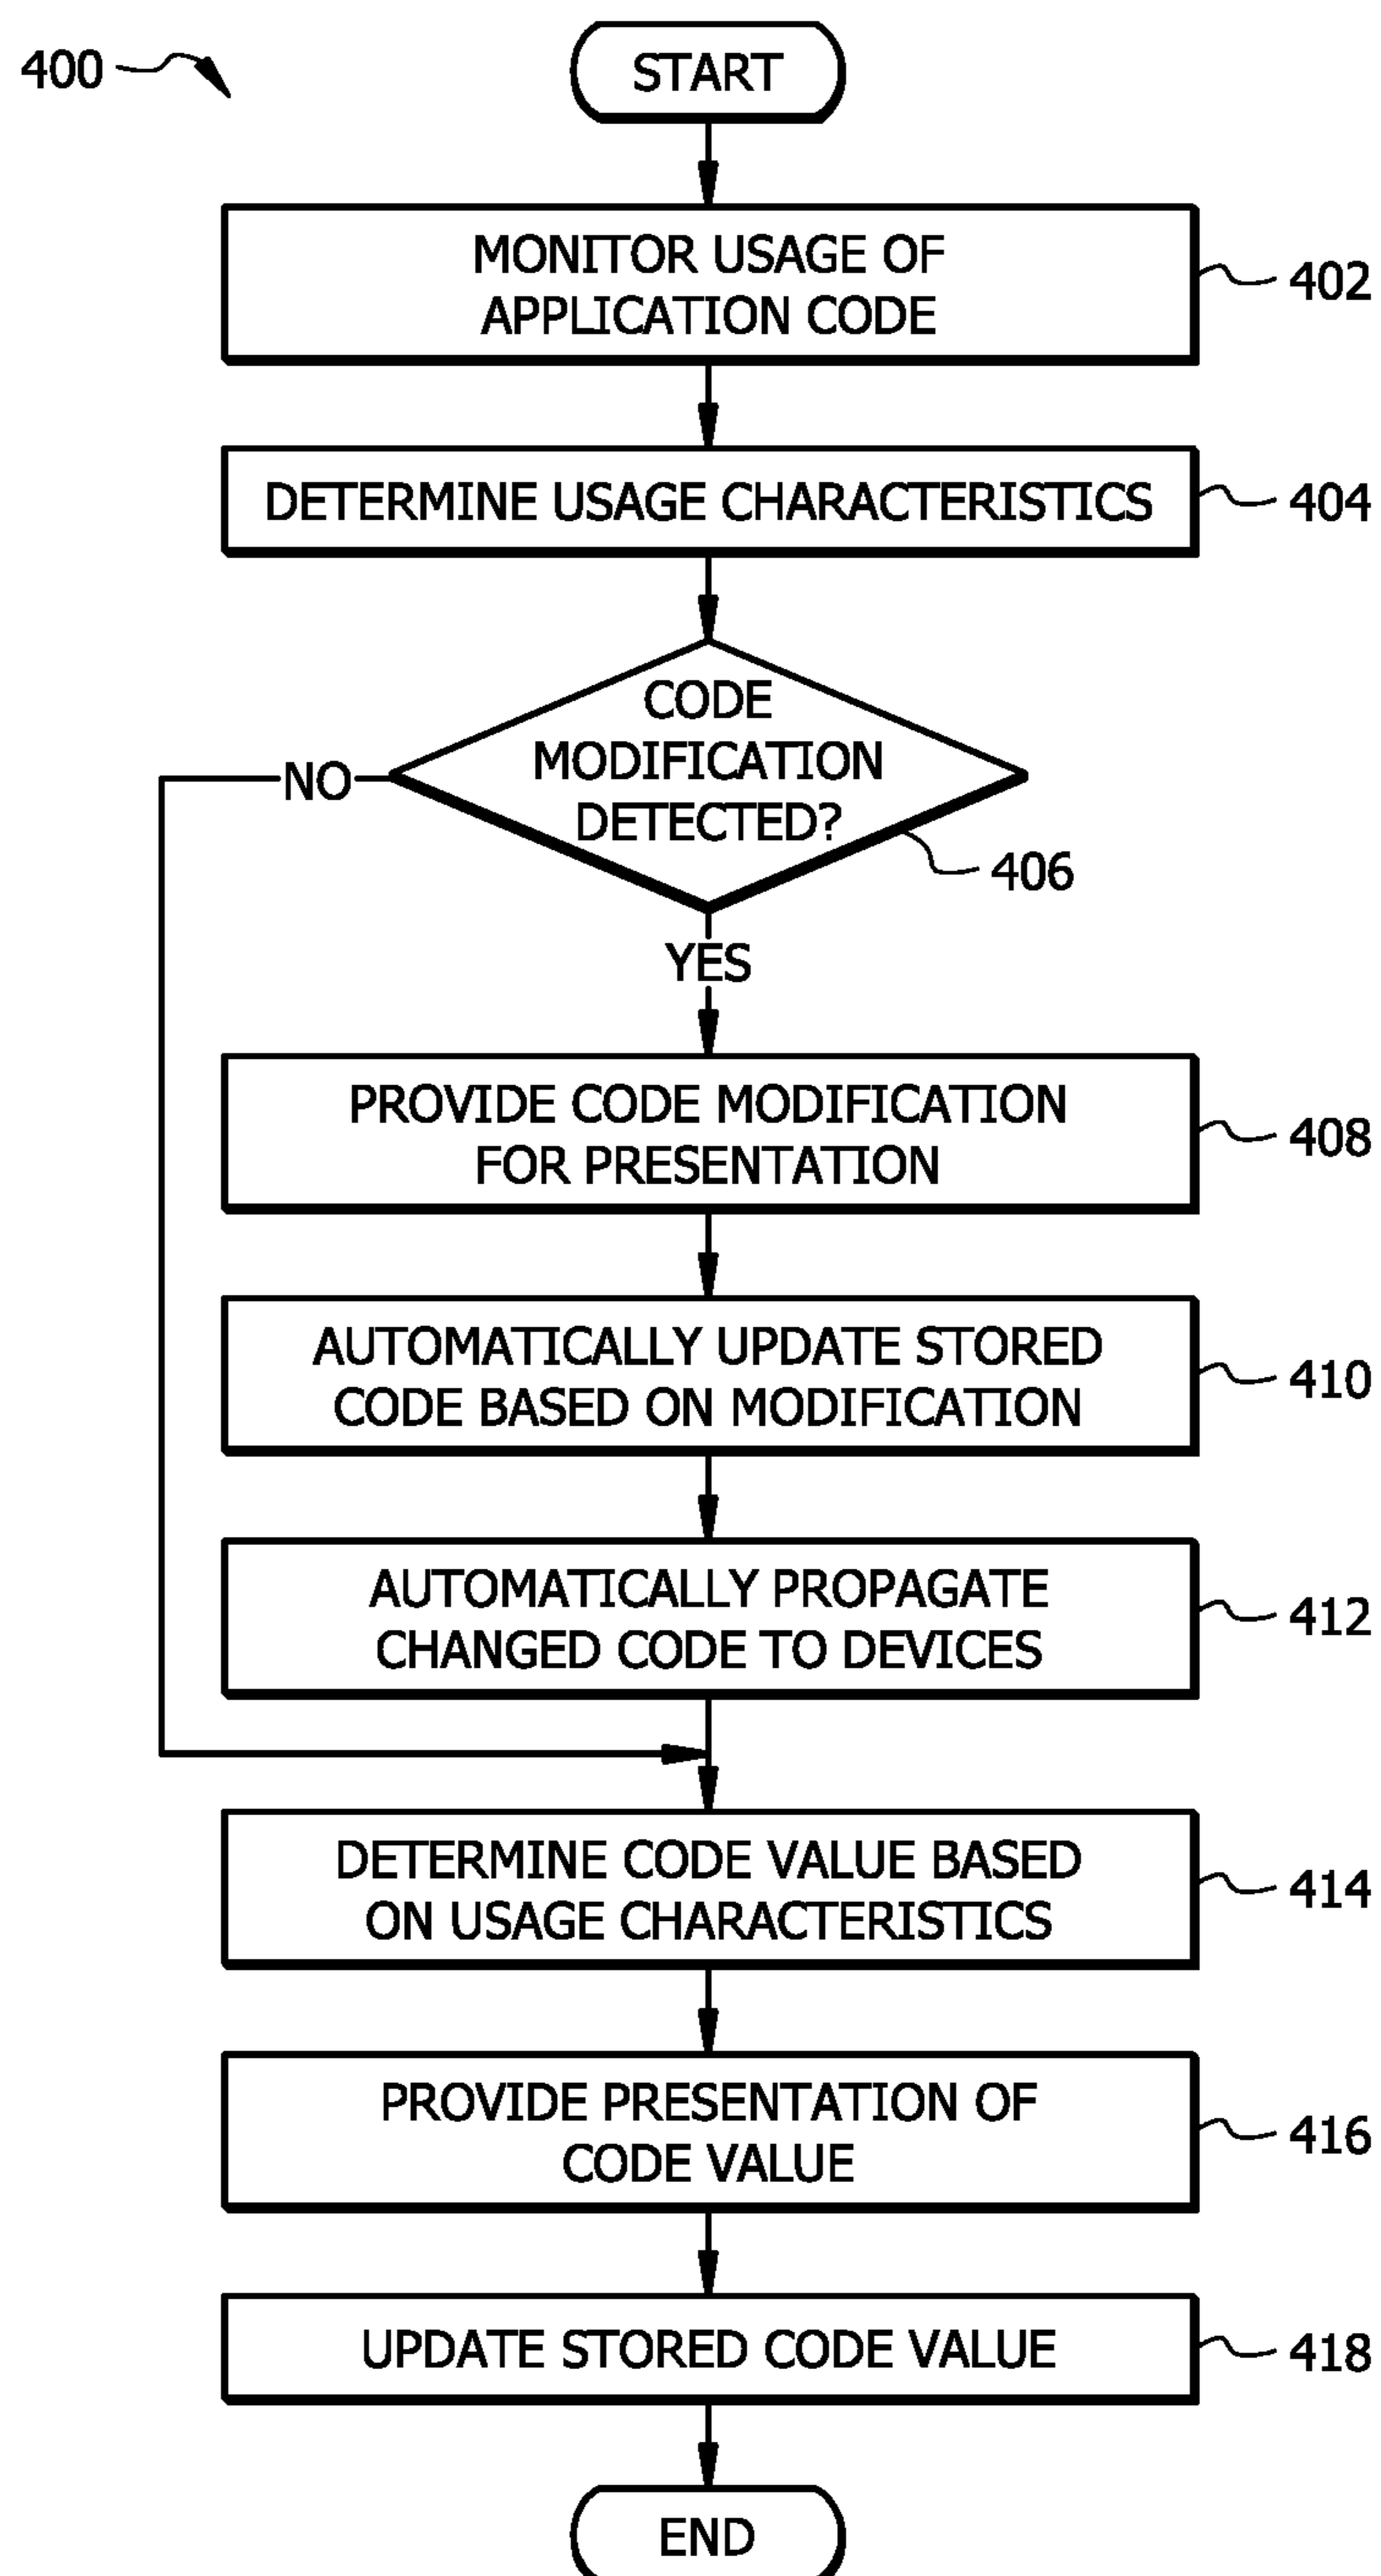 400
START
MONITOR USAGE OF
APPLICATION CODE
402
DETERMINE USAGE CHARACTERISTICS
404
CODE
MODIFICATION
DETECTED?
NO
406
YES
PROVIDE CODE MODIFICATION
FOR PRESENTATION
408
AUTOMATICALLY UPDATE STORED
CODE BASED ON MODIFICATION
410
AUTOMATICALLY PROPAGATE
CHANGED CODE TO DEVICES
412
DETERMINE CODE VALUE BASED
ON USAGE CHARACTERISTICS
414
PROVIDE PRESENTATION OF
CODE VALUE
416
UPDATE STORED CODE VALUE
418
END